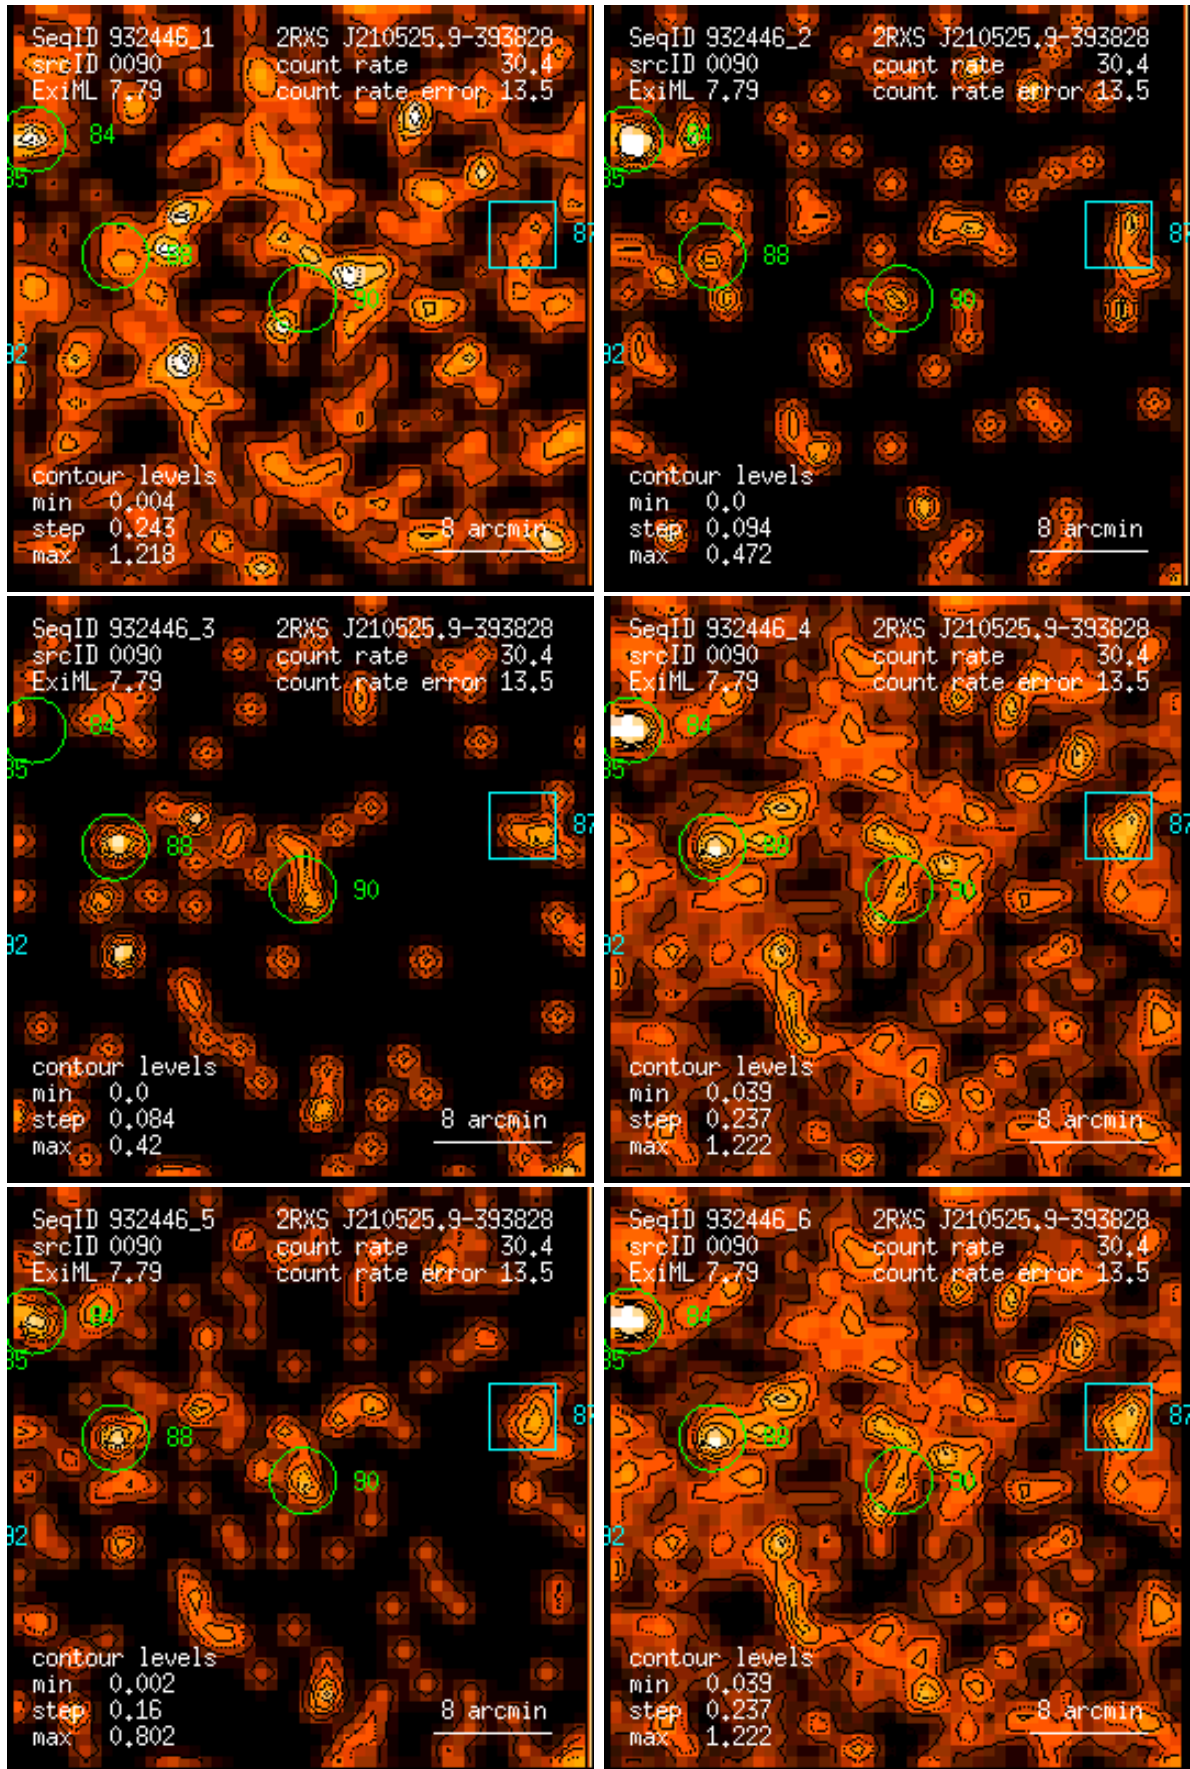 SeqID 932446_1 2RXS J210525.9-393828
srcID 0090 count rate 30.4
ExiML 7.79 count rate error 13.5
84
85
87
88
90
92
contour levels
min 0.004
step 0.243 8 arcmin
max 1.218
SeqID 932446_2 2RXS J210525.9-393828
srcID 0090 count rate 30.4
ExiML 7.79 count rate error 13.5
84
85
87
88
90
92
contour levels
min 0.0
step 0.094 8 arcmin
max 0.472
SeqID 932446_3 2RXS J210525.9-393828
srcID 0090 count rate 30.4
ExiML 7.79 count rate error 13.5
84
85
87
88
90
92
contour levels
min 0.0
step 0.084 8 arcmin
max 0.42
SeqID 932446_4 2RXS J210525.9-393828
srcID 0090 count rate 30.4
ExiML 7.79 count rate error 13.5
84
85
87
88
90
92
contour levels
min 0.039
step 0.237 8 arcmin
max 1.222
SeqID 932446_5 2RXS J210525.9-393828
srcID 0090 count rate 30.4
ExiML 7.79 count rate error 13.5
84
85
87
88
90
92
contour levels
min 0.002
step 0.16 8 arcmin
max 0.802
SeqID 932446_6 2RXS J210525.9-393828
srcID 0090 count rate 30.4
ExiML 7.79 count rate error 13.5
84
85
87
88
90
92
contour levels
min 0.039
step 0.237 8 arcmin
max 1.222